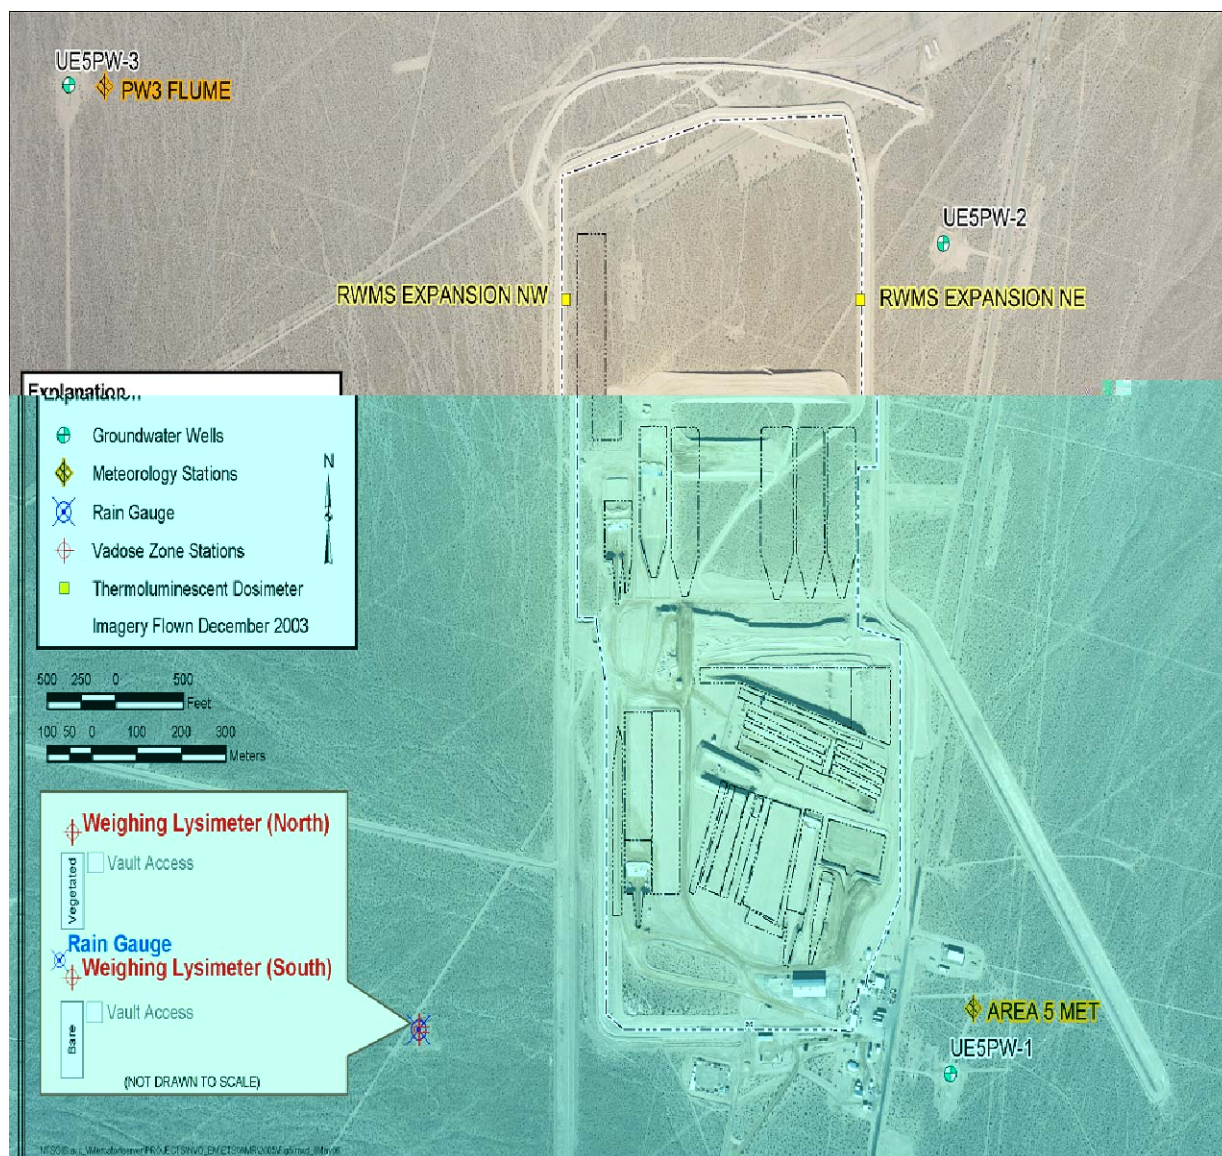 UE5PW-3
PW3 FLUME
UE5PW-2
RWMS EXPANSION NW
RWMS EXPANSION NE
Explanation
Explanation
Groundwater Wells
Meteorology Stations
N
Rain Gauge
Vadose Zone Stations
Thermoluminescent Dosimeter
Imagery Flown December 2003
500 250 0 500
Feet
100 50 0 100 200 300
Meters
Weighing Lysimeter (North)
Vault Access
Vegetated
Rain Gauge
Weighing Lysimeter (South)
Vault Access
Bare
(NOT DRAWN TO SCALE)
AREA 5 MET
UE5PW-1